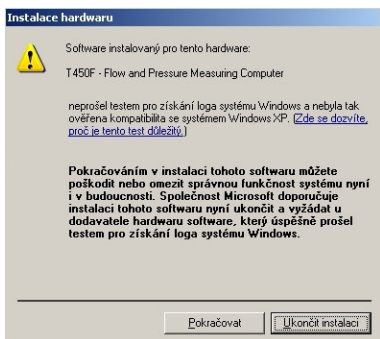 Instalace hardwaru
Software instalovaný pro tento hardware:
T450F - Flow and Pressure Measuring Computer
neprošel testem pro získání loga systému Windows a nebyla tak
ověřena kompatibilita se systémem Windows XP. (Zde se dozvíte,
proč je tento test důležitý.)
Pokračováním v instalaci tohoto softwaru můžete
poškodit nebo omezit správnou funkčnost systému nyní
i v budoucnosti. Společnost Microsoft doporučuje
instalaci tohoto softwaru nyní ukončit a vyžádat u
dodavatele hardwaru software, který úspěšně prošel
testem pro získání loga systému Windows.
Pokračovat
Ukončit instalaci